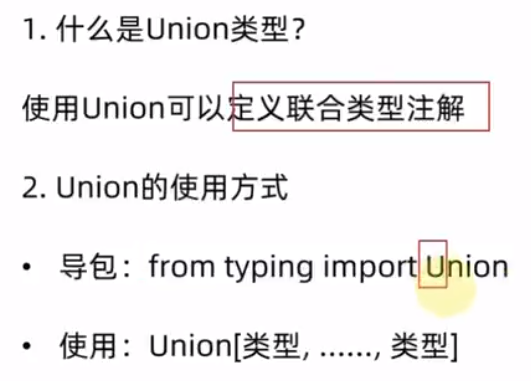 1. 什么是Union类型？
使用Union可以定义联合类型注解
2. Union的使用方式
• 导包：from typing import Union
• 使用：Union[类型, ......, 类型]